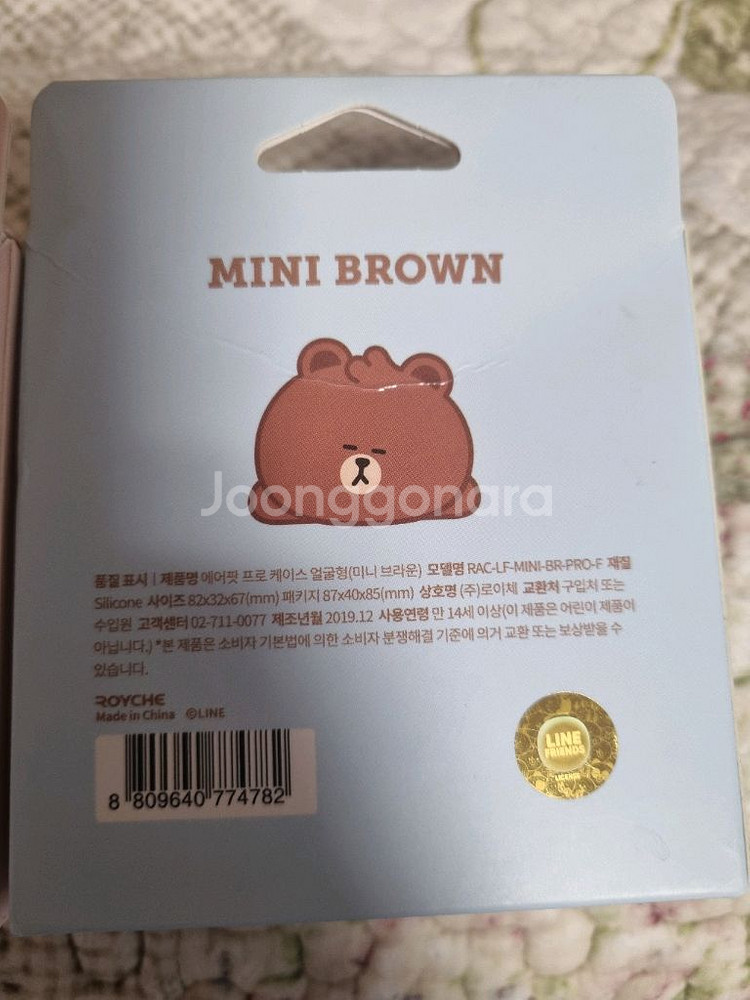 MINI BROWN
Joonggonara
품질 표시 | 제품명 에어팟 프로 케이스 얼굴형(미니 브라운) 모델명 RAC-LF-MINI-BR-PRO-F 재질
Silicone 사이즈 82x32x67(mm) 패키지 87x40x85(mm) 상호명 (주)로이체 교환처 구입처 또는
수입원 고객센터 02-711-0077 제조년월 2019.12 사용연령 만 14세 이상(이 제품은 어린이 제품이
아닙니다.) *본 제품은 소비자 기본법에 의한 소비자 분쟁해결 기준에 의거 교환 또는 보상받을 수
있습니다.
ROYCHE
Made in China ©LINE
LINE
FRIENDS
LICENSE
8 809640 774782